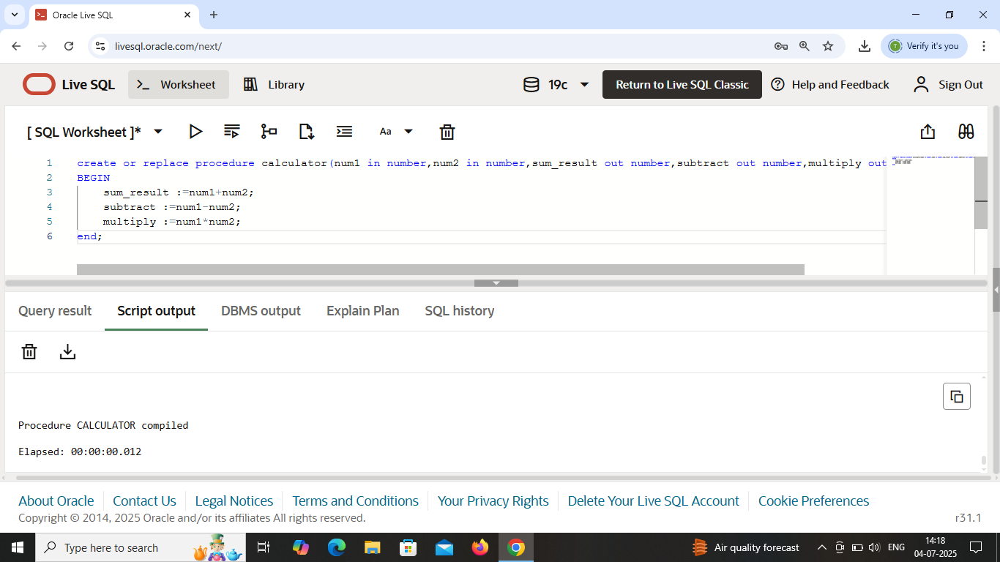 Oracle Live SQL
livesql.oracle.com/next/
Verify it's you
T
Live SQL
Worksheet
Library
19c
Return to Live SQL Classic
Help and Feedback
Sign Out
[ SQL Worksheet ]*
Aa
1 create or replace procedure calculator(num1 in number,num2 in number,sum_result out number,subtract out number,multiply out
2 BEGIN
3 sum_result :=num1+num2;
4 subtract :=num1-num2;
5 multiply :=num1*num2;
6 end;
Query result Script output DBMS output Explain Plan SQL history
Procedure CALCULATOR compiled
Elapsed: 00:00:00.012
About Oracle Contact Us Legal Notices Terms and Conditions Your Privacy Rights Delete Your Live SQL Account Cookie Preferences
Copyright © 2014, 2025 Oracle and/or its affiliates All rights reserved. r31.1
Type here to search
Air quality forecast
ENG
14:18
04-07-2025